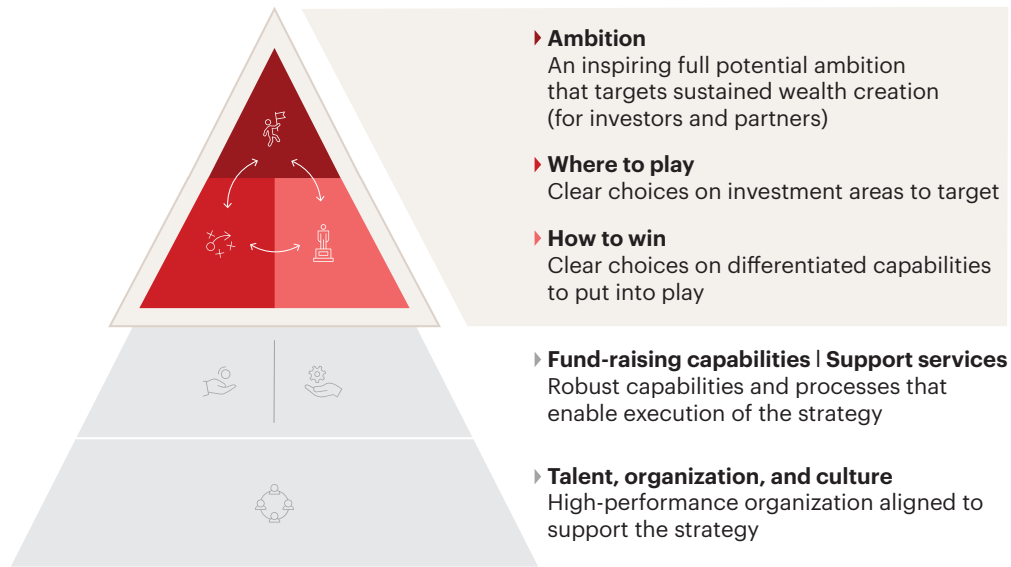 Ambition
An inspiring full potential ambition
that targets sustained wealth creation
(for investors and partners)
Where to play
Clear choices on investment areas to target
How to win
Clear choices on differentiated capabilities
to put into play
Fund-raising capabilities | Support services
Robust capabilities and processes that
enable execution of the strategy
Talent, organization, and culture
High-performance organization aligned to
support the strategy